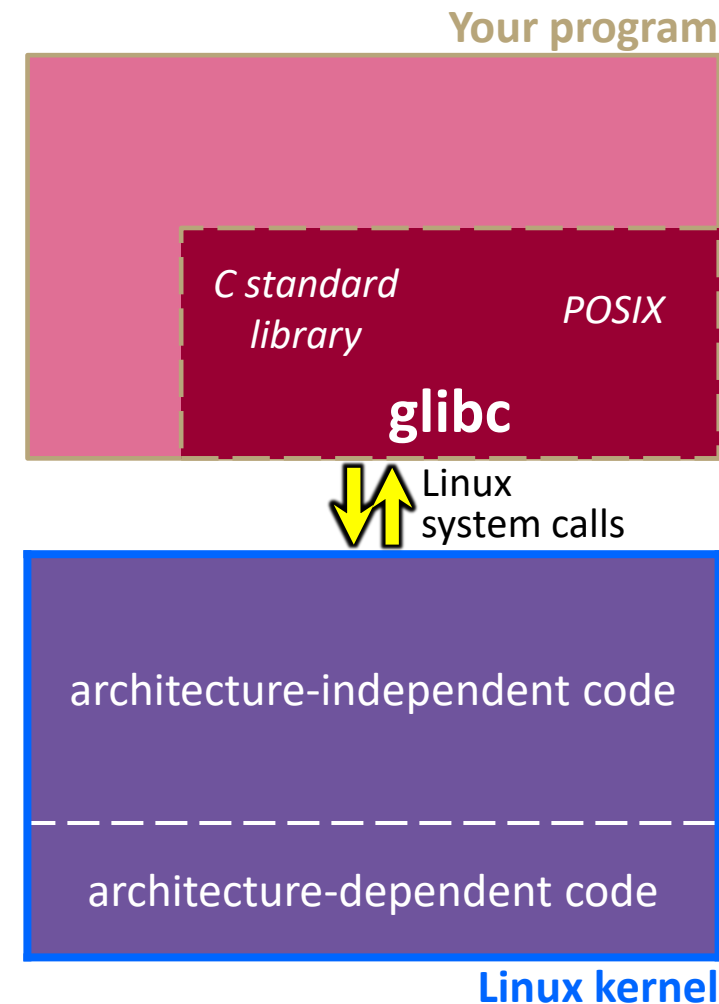 Your program
C standard
library
POSIX
glibc
Linux
system calls
architecture-independent code
architecture-dependent code
Linux kernel